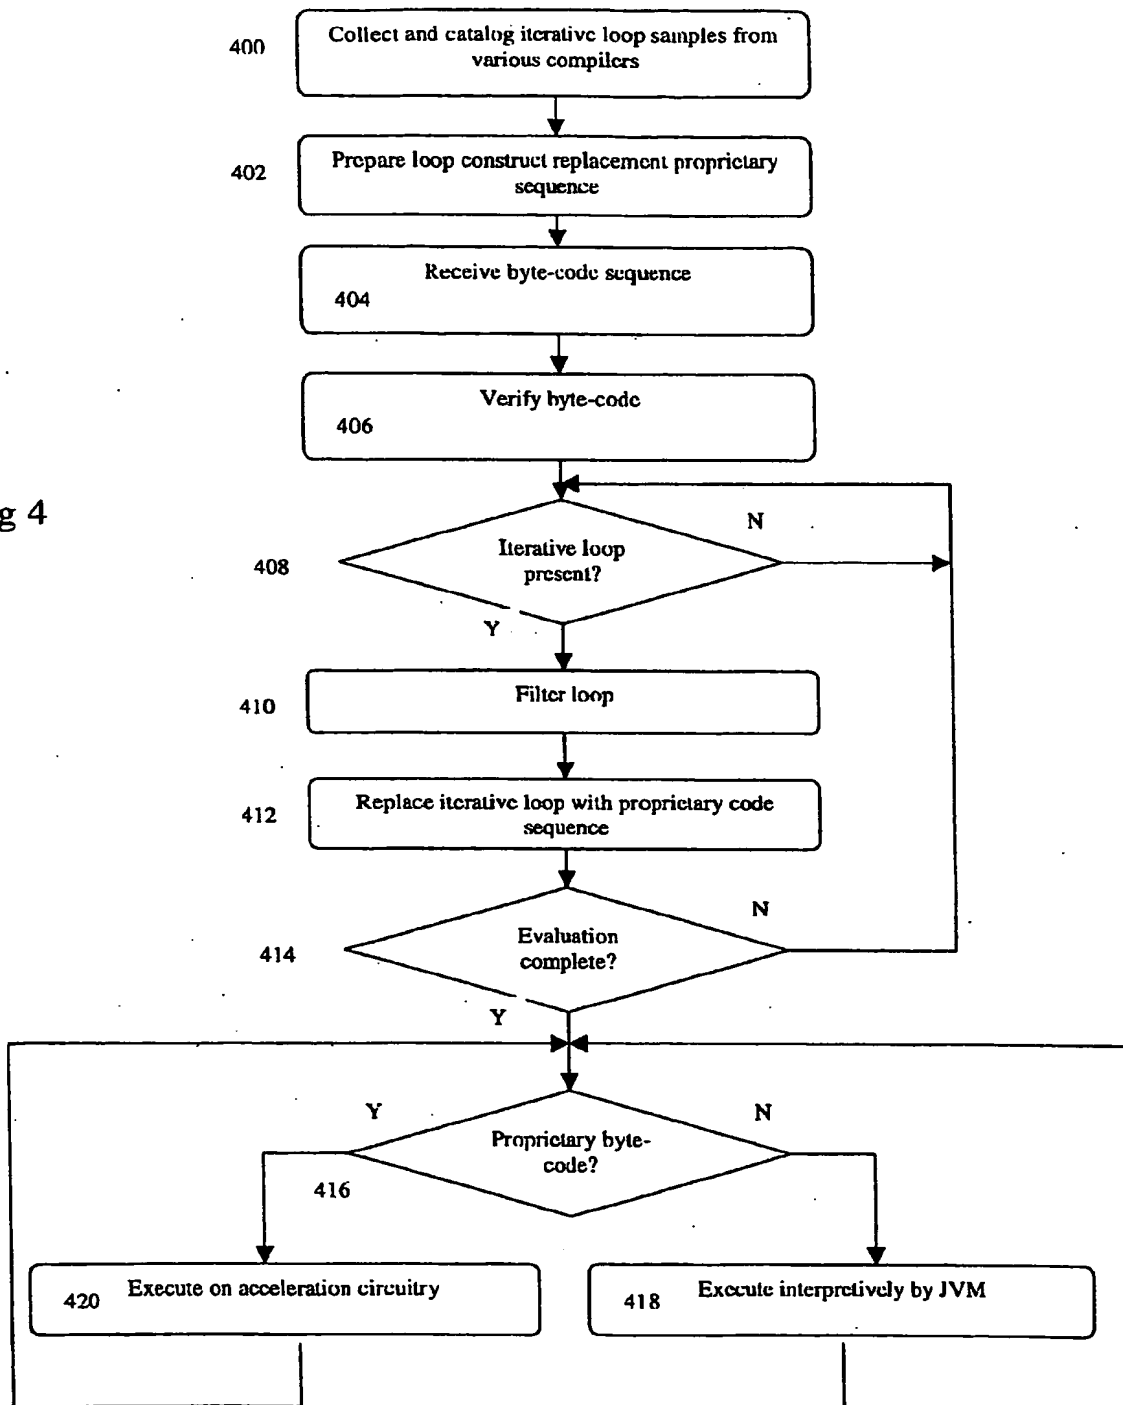 400
Collect and catalog iterative loop samples from
various compilers
402
Prepare loop construct replacement proprietary
sequence
Receive byte-code sequence
404
Verify byte-code
406
g 4
N
408
Iterative loop
present?
Y
410
Filter loop
412
Replace iterative loop with proprietary code
sequence
N
414
Evaluation
complete?
Y
Y
N
Proprietary byte-
code?
416
420
Execute on acceleration circuitry
418
Execute interpretively by JVM